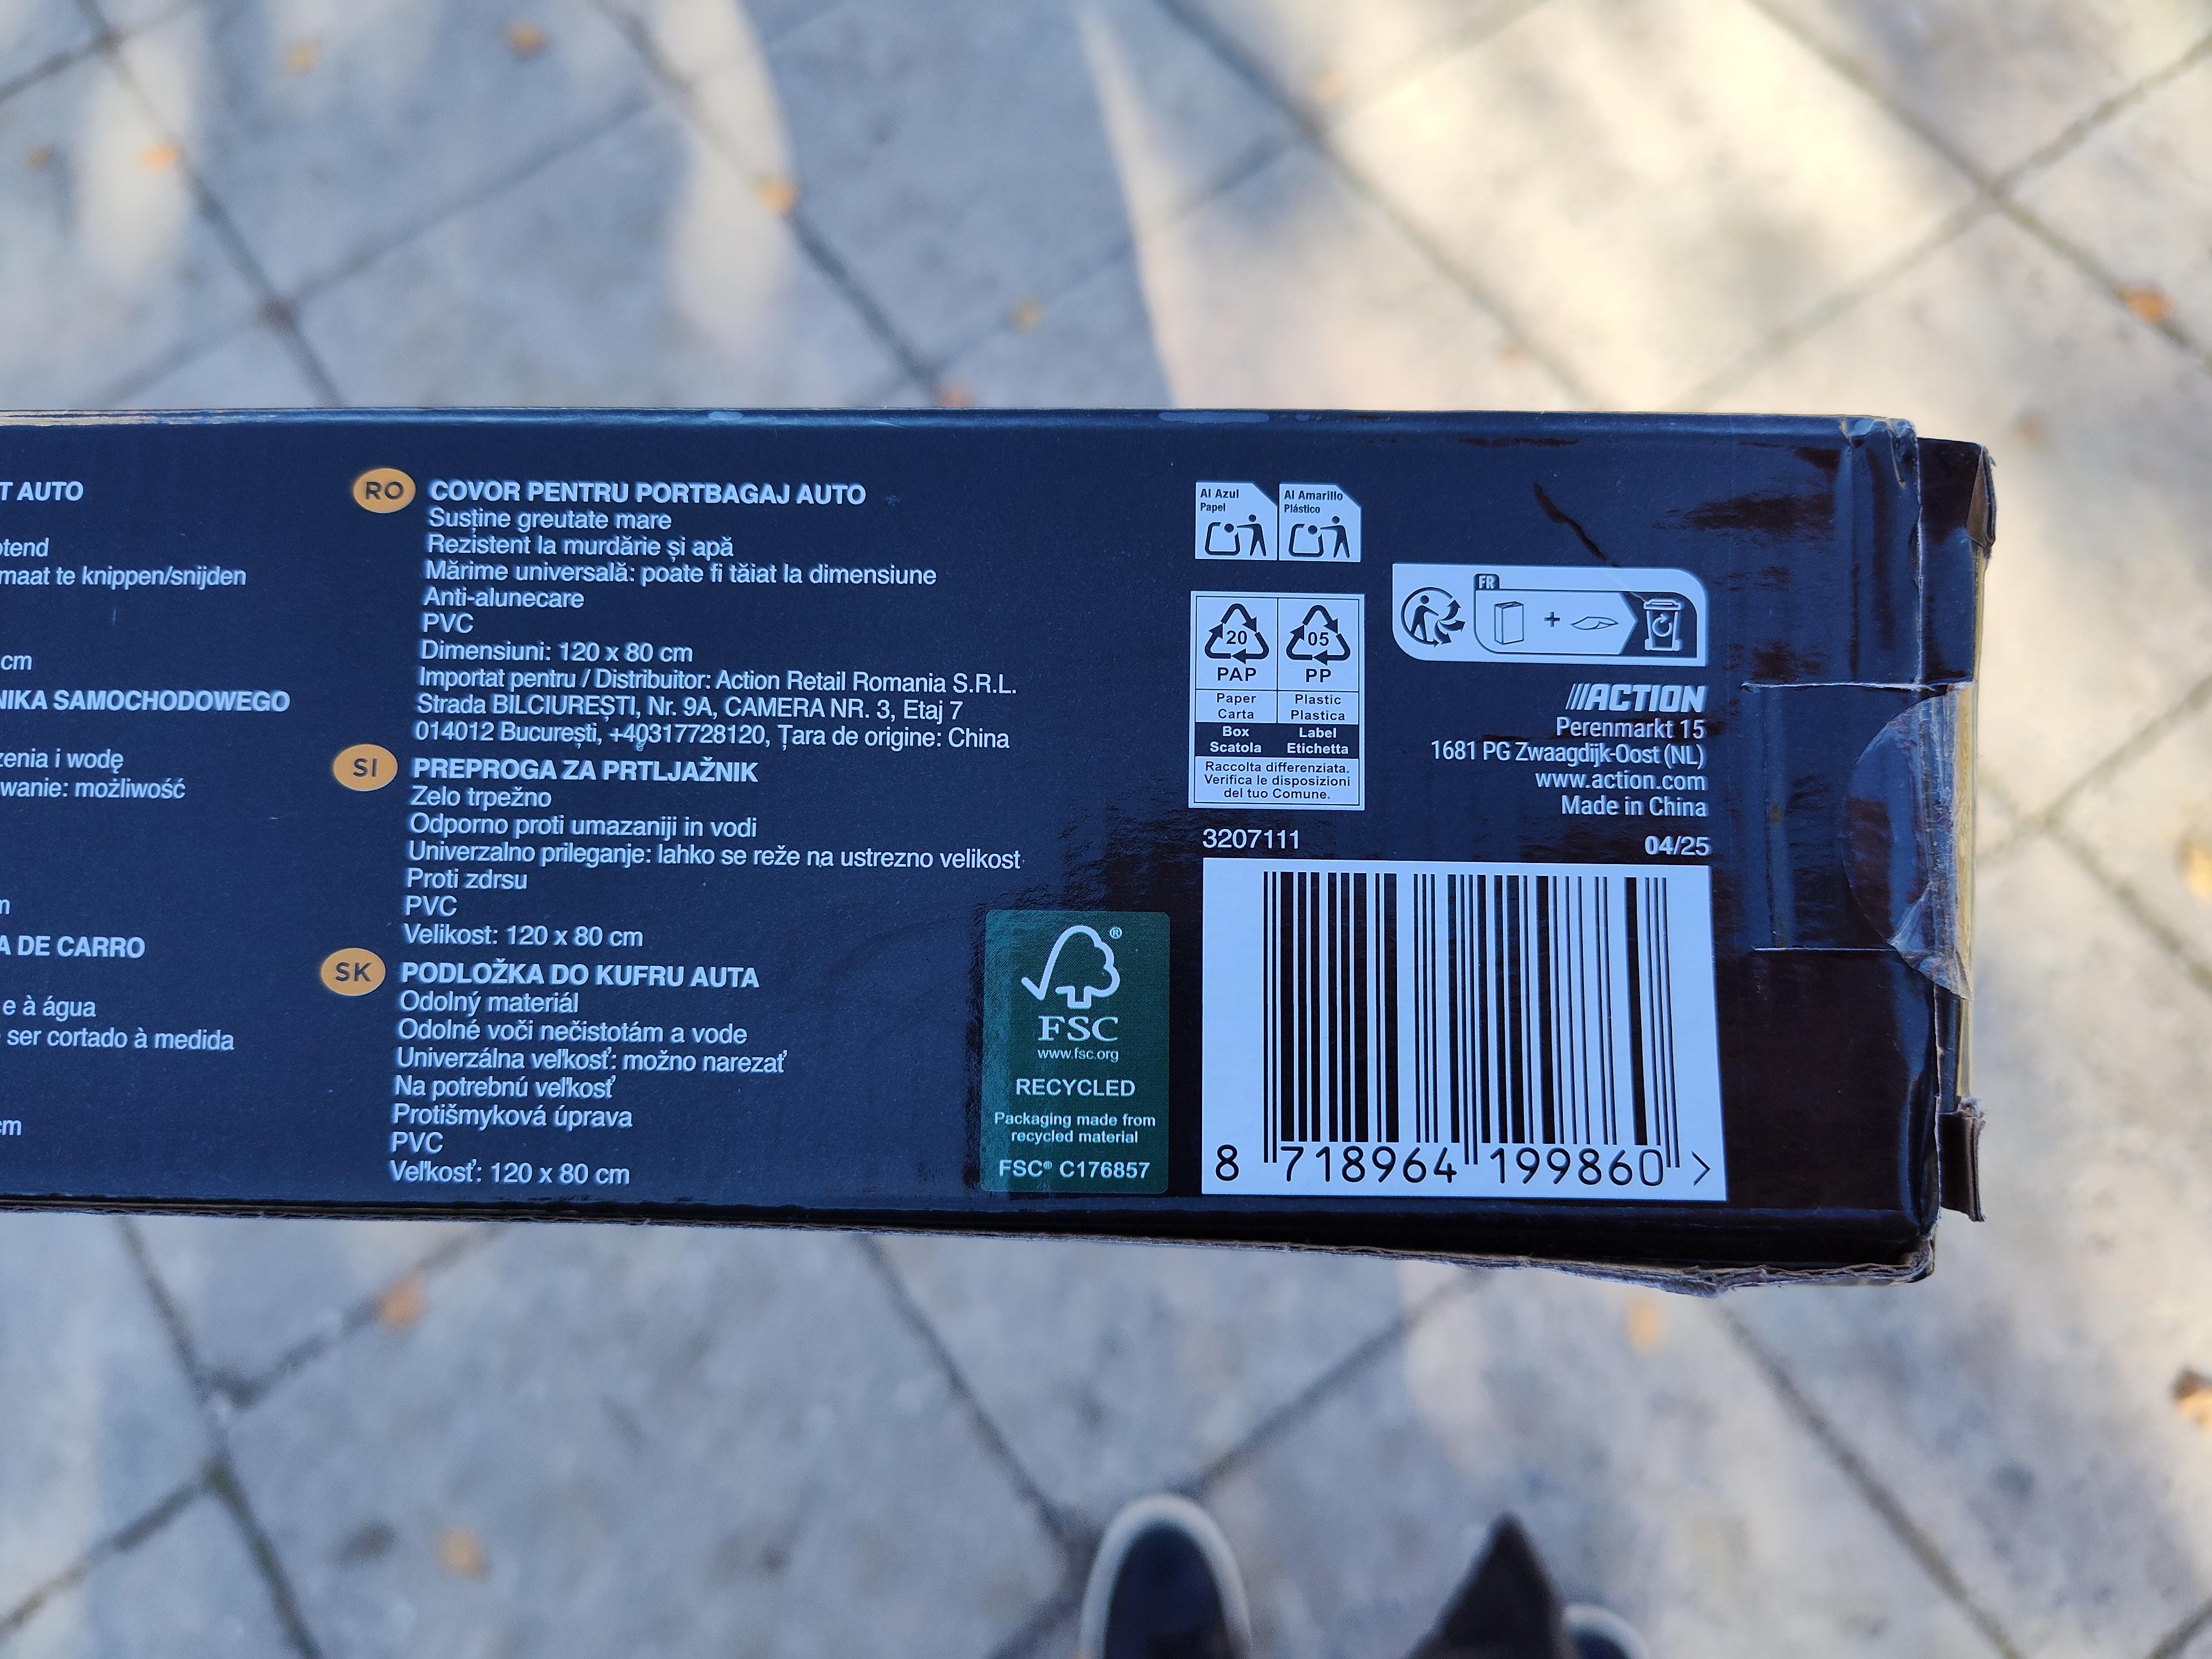 T AUTO
maat te knippen/snijden
cm
NIKA SAMOCHODOWEGO
i wodę
możliwość
A DE CARRO
e à água
ser cortado à medida
cm
RO COVOR PENTRU PORTBAGAJ AUTO
Susține greutate mare
Rezistent la murdărie și apă
Mărime universală: poate fi tăiat la dimensiune
Anti-alunecare
PVC
Dimensiuni: 120 x 80 cm
Importat pentru / Distribuitor: Action Retail Romania S.R.L.
Strada BILCIUREȘTI, Nr. 9A, CAMERA NR. 3, Etaj 7
014012 București, +40317728120, Țara de origine: China
SI PREPROGA ZA PRTLJAŽNIK
Zelo trpežno
Odporno proti umazaniji in vodi
Univerzalno prileganje: lahko se reže na ustrezno velikost
Proti zdrsu
PVC
Velikost: 120 x 80 cm
SK PODLOŽKA DO KUFRU AUTA
Odolný materiál
Odolné voči nečistotám a vode
Univerzálna veľkosť: možno narezať
Na potrebnú veľkosť
Protišmyková úprava
PVC
Veľkosť: 120 x 80 cm
FSC®
www.fsc.org
RECYCLED
Packaging made from
recycled material
FSC® C176857
Al Azul Al Amarillo
Papel Plástico
20 05
PAP PP
Paper Plastic
Carta Plastica
Box Label
Scatola Etichetta
Raccolta differenziata.
Verifica le disposizioni
del tuo Comune.
FR
+
ACTION
Perenmarkt 15
1681 PG Zwaagdijk-Oost (NL)
www.action.com
Made in China
3207111 04/25
8 718964 199860 >